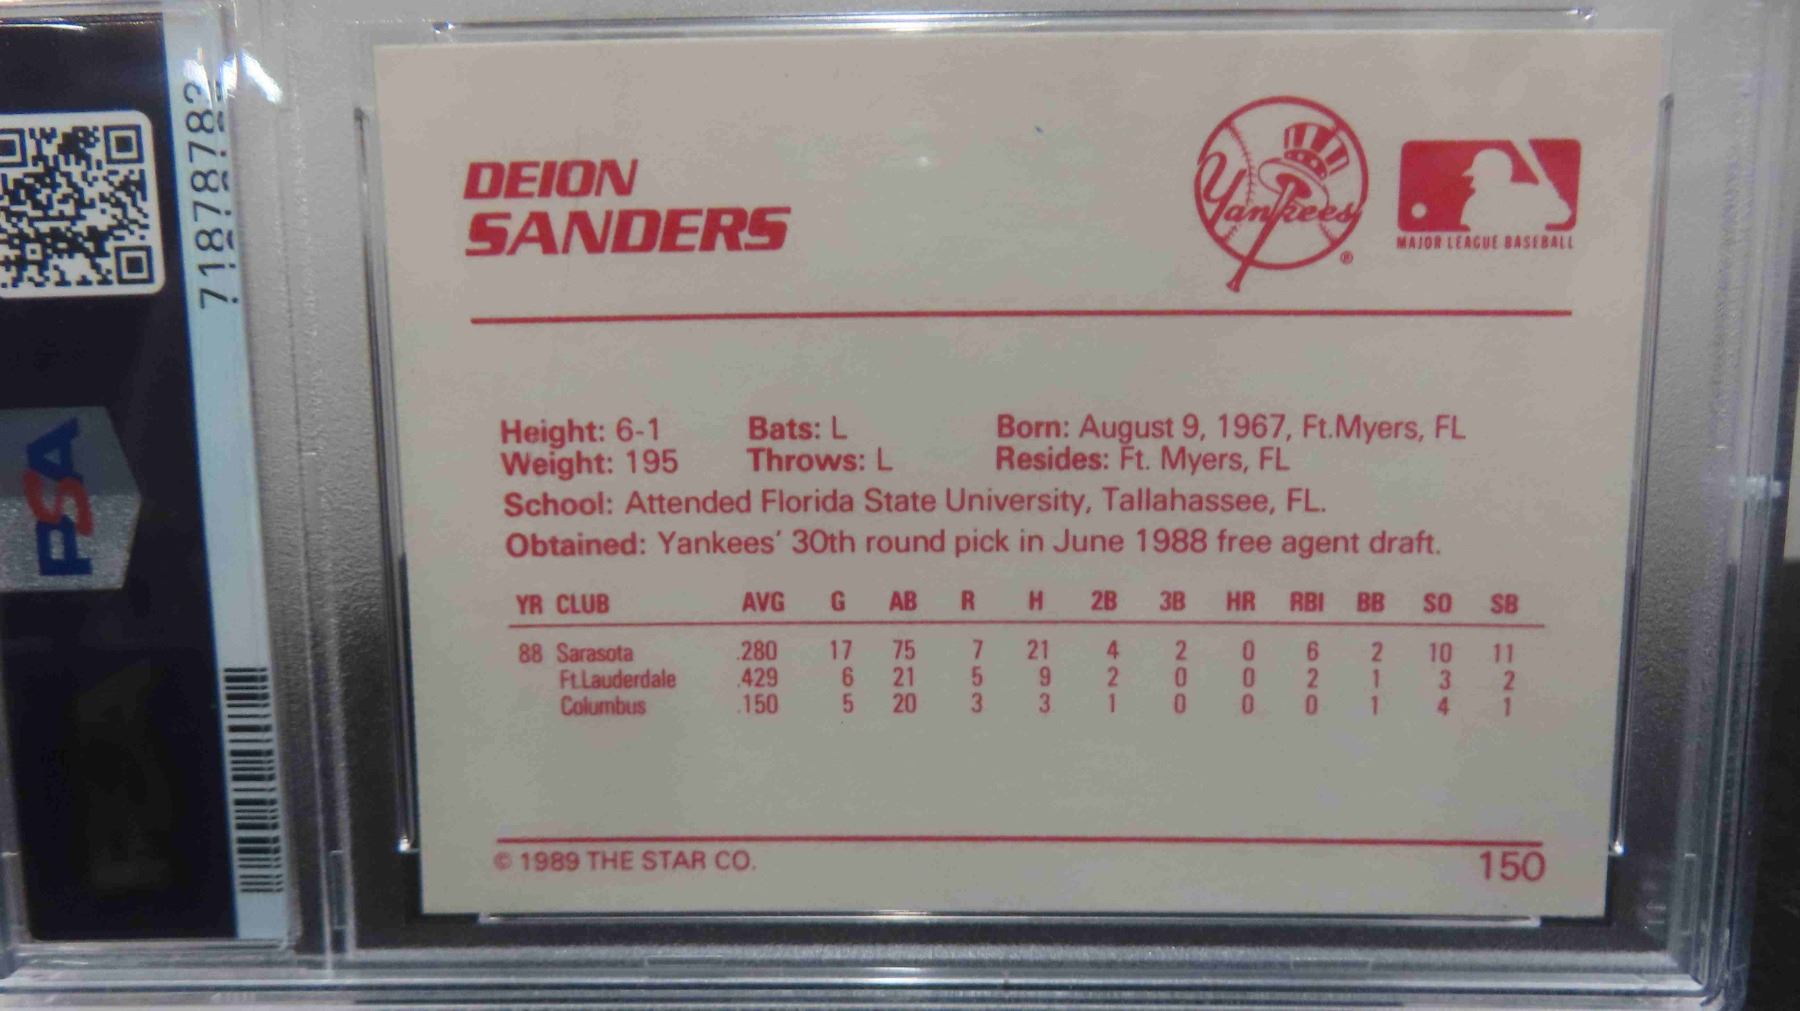 DEION
SANDERS
Yankees
®
MAJOR LEAGUE BASEBALL
Height: 6-1 Bats: L Born: August 9, 1967, Ft.Myers, FL
Weight: 195 Throws: L Resides: Ft. Myers, FL
School: Attended Florida State University, Tallahassee, FL.
Obtained: Yankees' 30th round pick in June 1988 free agent draft.
YR CLUB AVG G AB R H 2B 3B HR RBI BB SO SB
88 Sarasota .280 17 75 7 21 4 2 0 6 2 10 11
Ft.Lauderdale .429 6 21 5 9 2 0 0 2 1 3 2
Columbus .150 5 20 3 3 1 0 0 0 1 4 1
© 1989 THE STAR CO. 150
PSA